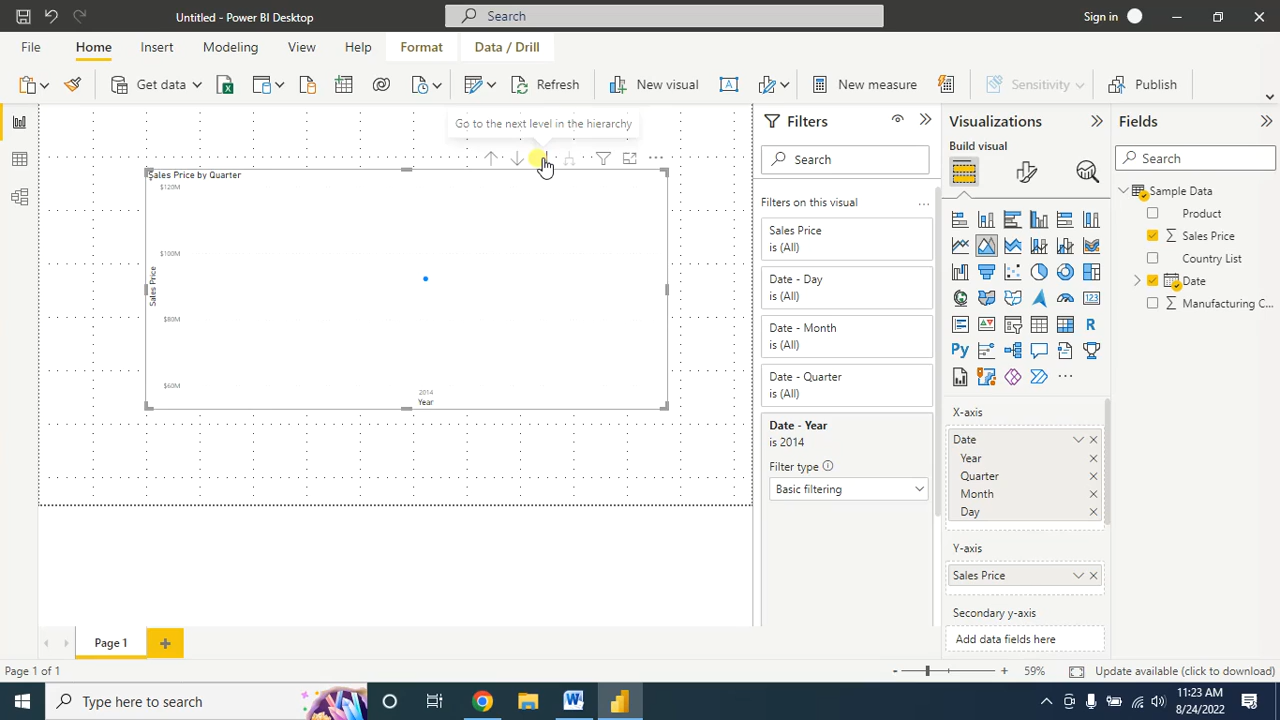 Untitled - Power BI Desktop
Search
Sign in
File
Home
Insert
Modeling
View
Help
Format
Data / Drill
Get data
Refresh
New visual
New measure
Sensitivity
Publish
Go to the next level in the hierarchy
Sales Price by Quarter
$120M
$100M
$80M
$60M
Sales Price
2014
Year
Filters
Search
Filters on this visual
Sales Price
is (All)
Date - Day
is (All)
Date - Month
is (All)
Date - Quarter
is (All)
Date - Year
is 2014
Filter type
Basic filtering
Visualizations
Build visual
123
R
Py
X-axis
Date
Year
Quarter
Month
Day
Y-axis
Sales Price
Secondary y-axis
Add data fields here
Fields
Search
Sample Data
Product
Sales Price
Country List
Date
Manufacturing C...
Page 1
Page 1 of 1
59%
Update available (click to download)
Type here to search
11:23 AM
8/24/2022